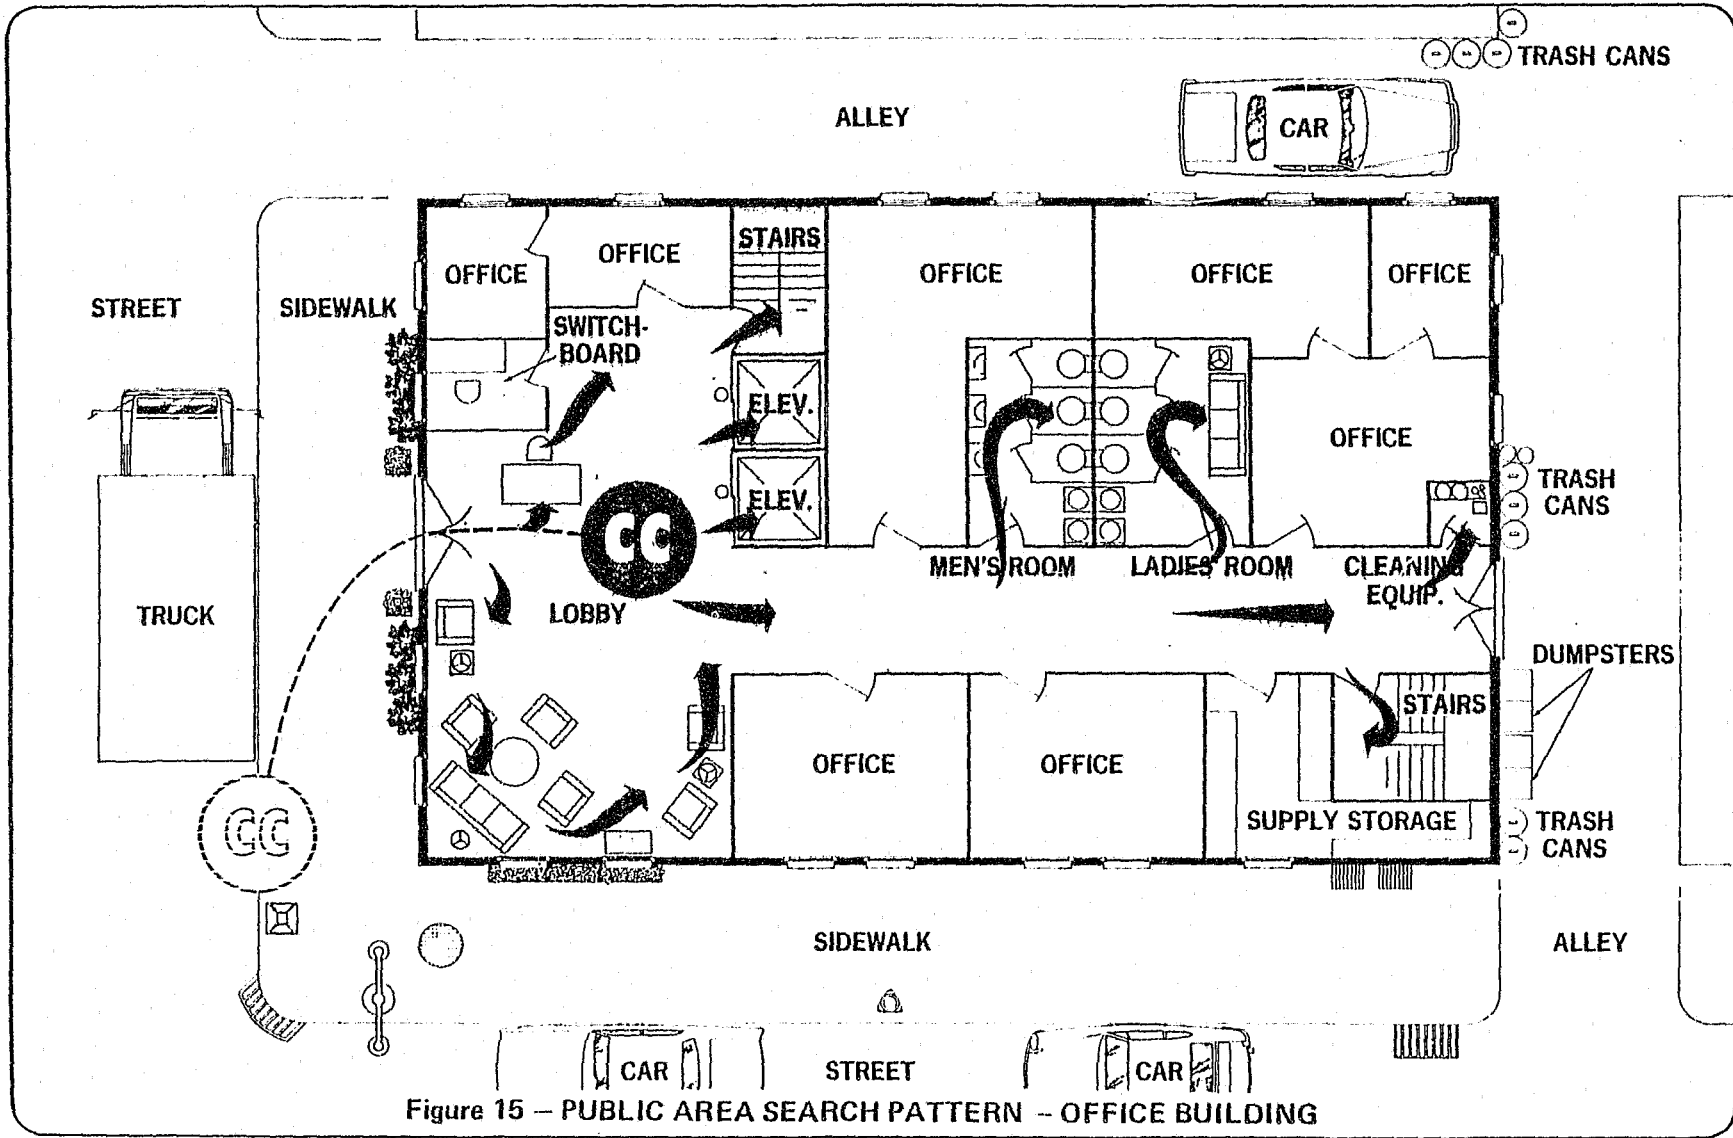 TRASH CANS
ALLEY
CAR
STAIRS
OFFICE
OFFICE
OFFICE
OFFICE
OFFICE
STREET
SIDEWALK
SWITCH-
BOARD
ELEV.
OFFICE
TRASH
CANS
ELEV.
CC
MEN'S ROOM
LADIES' ROOM
CLEANING
EQUIP.
TRUCK
LOBBY
DUMPSTERS
STAIRS
OFFICE
OFFICE
SUPPLY STORAGE
TRASH
CANS
CC
SIDEWALK
ALLEY
CAR
STREET
CAR
Figure 15 – PUBLIC AREA SEARCH PATTERN – OFFICE BUILDING